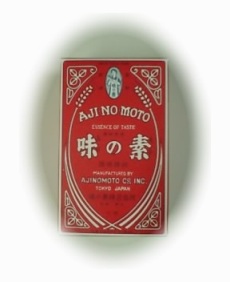 AJI NO MOTO
ESSENCE OF TASTE
味の素
MANUFACTURED BY
AJINOMOTO CO. INC
TOKYO JAPAN